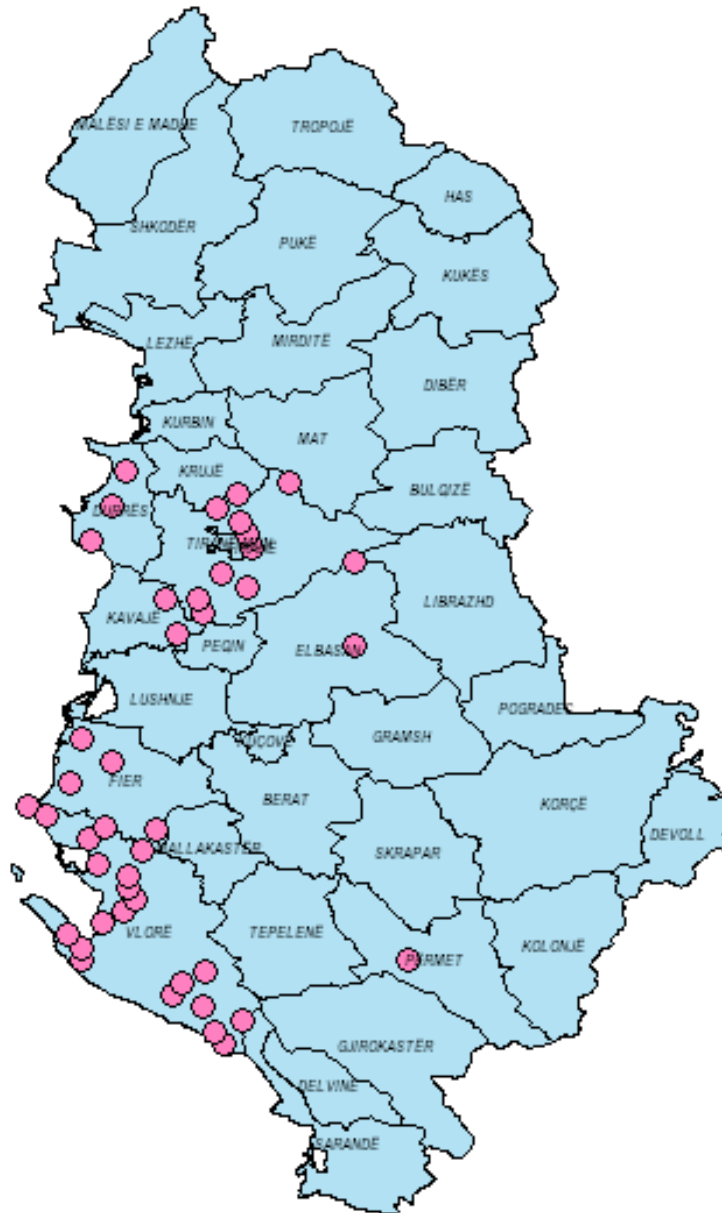 MALËSI E MADHE
TROPOJË
HAS
SHKODËR
PUKË
KUKËS
LEZHË
MIRDITË
DIBËR
KURBIN
MAT
KRUJË
BULQIZË
DURRËS
LIBRAZHD
KAVAJË
PEQIN
ELBASAN
LUSHNJE
POGRADEC
KUÇOVË
GRAMSH
FIER
BERAT
KORÇË
DEVOLL
MALLAKASTËR
SKRAPAR
VLORË
TEPELENË
KOLONJË
PËRMET
GJIROKASTËR
DELVINË
SARANDË